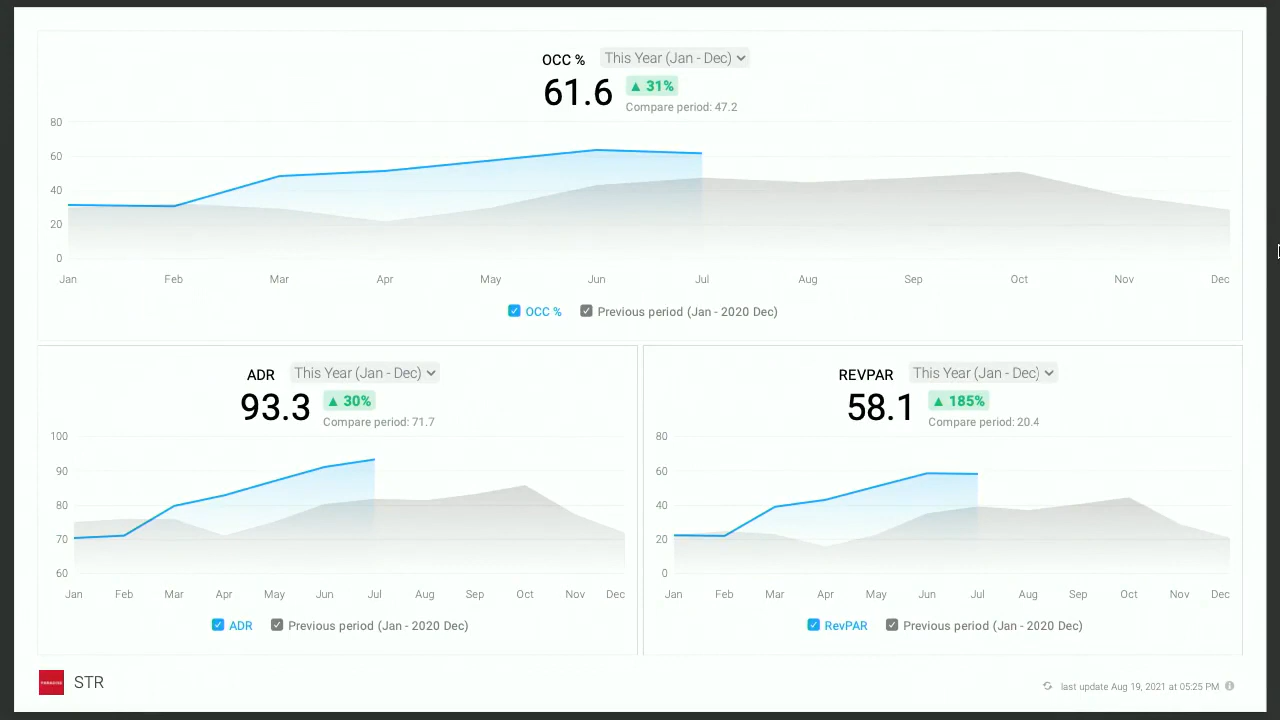 OCC % This Year (Jan - Dec)
61.6 ▲ 31%
Compare period: 47.2
80
60
40
20
0
Jan Feb Mar Apr May Jun Jul Aug Sep Oct Nov Dec
OCC % Previous period (Jan - 2020 Dec)
ADR This Year (Jan - Dec)
93.3 ▲ 30%
Compare period: 71.7
100
90
80
70
60
Jan Feb Mar Apr May Jun Jul Aug Sep Oct Nov Dec
ADR Previous period (Jan - 2020 Dec)
REVPAR This Year (Jan - Dec)
58.1 ▲ 185%
Compare period: 20.4
80
60
40
20
0
Jan Feb Mar Apr May Jun Jul Aug Sep Oct Nov Dec
RevPAR Previous period (Jan - 2020 Dec)
STR
last update Aug 19, 2021 at 05:25 PM